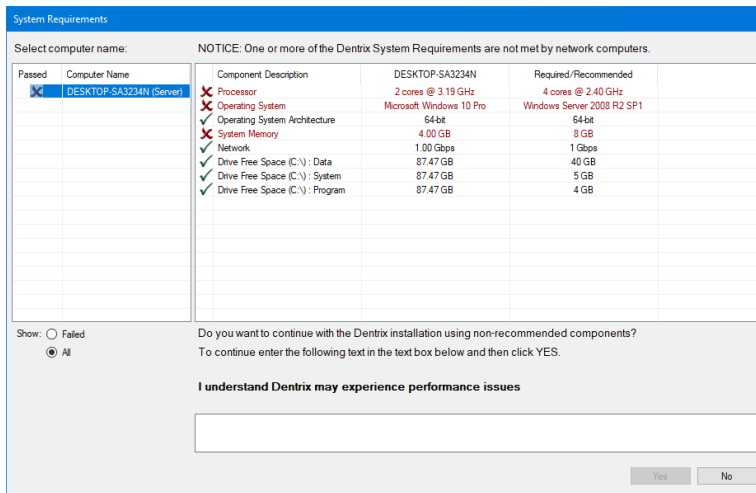 System Requirements
Select computer name:
NOTICE: One or more of the Dentrix System Requirements are not met by network computers.
Passed Computer Name
DESKTOP-SA3234N (Server)
Component Description DESKTOP-SA3234N Required/Recommended
Processor 2 cores @ 3.19 GHz 4 cores @ 2.40 GHz
Operating System Microsoft Windows 10 Pro Windows Server 2008 R2 SP1
Operating System Architecture 64-bit 64-bit
System Memory 4.00 GB 8 GB
Network 1.00 Gbps 1 Gbps
Drive Free Space (C:\) : Data 87.47 GB 40 GB
Drive Free Space (C:\) : System 87.47 GB 5 GB
Drive Free Space (C:\) : Program 87.47 GB 4 GB
Show: Failed
All
Do you want to continue with the Dentrix installation using non-recommended components?
To continue enter the following text in the text box below and then click YES.
I understand Dentrix may experience performance issues
Yes No